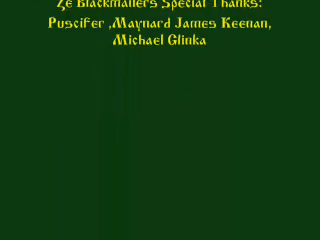 Ze Blackmailers Special Thanks:
Puscifer ,Maynard James Keenan,
Michael Glinka